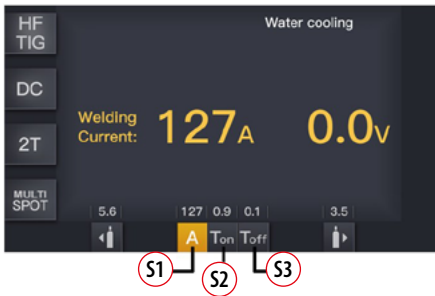 HF
TIG
Water cooling
DC
Welding
Current:
127A
0.0V
2T
MULTI
SPOT
5.6
127
0.9
0.1
3.5
A
Ton
Toff
S1
S2
S3